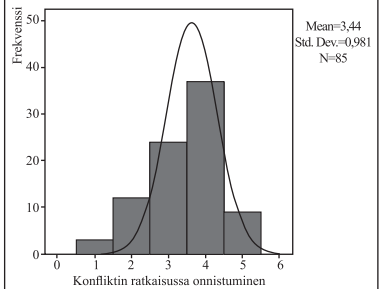 Frekvenssi
50
40
30
20
10
0
0 1 2 3 4 5 6
Konfliktin ratkaisussa onnistuminen
Mean=3,44
Std. Dev.=0,981
N=85